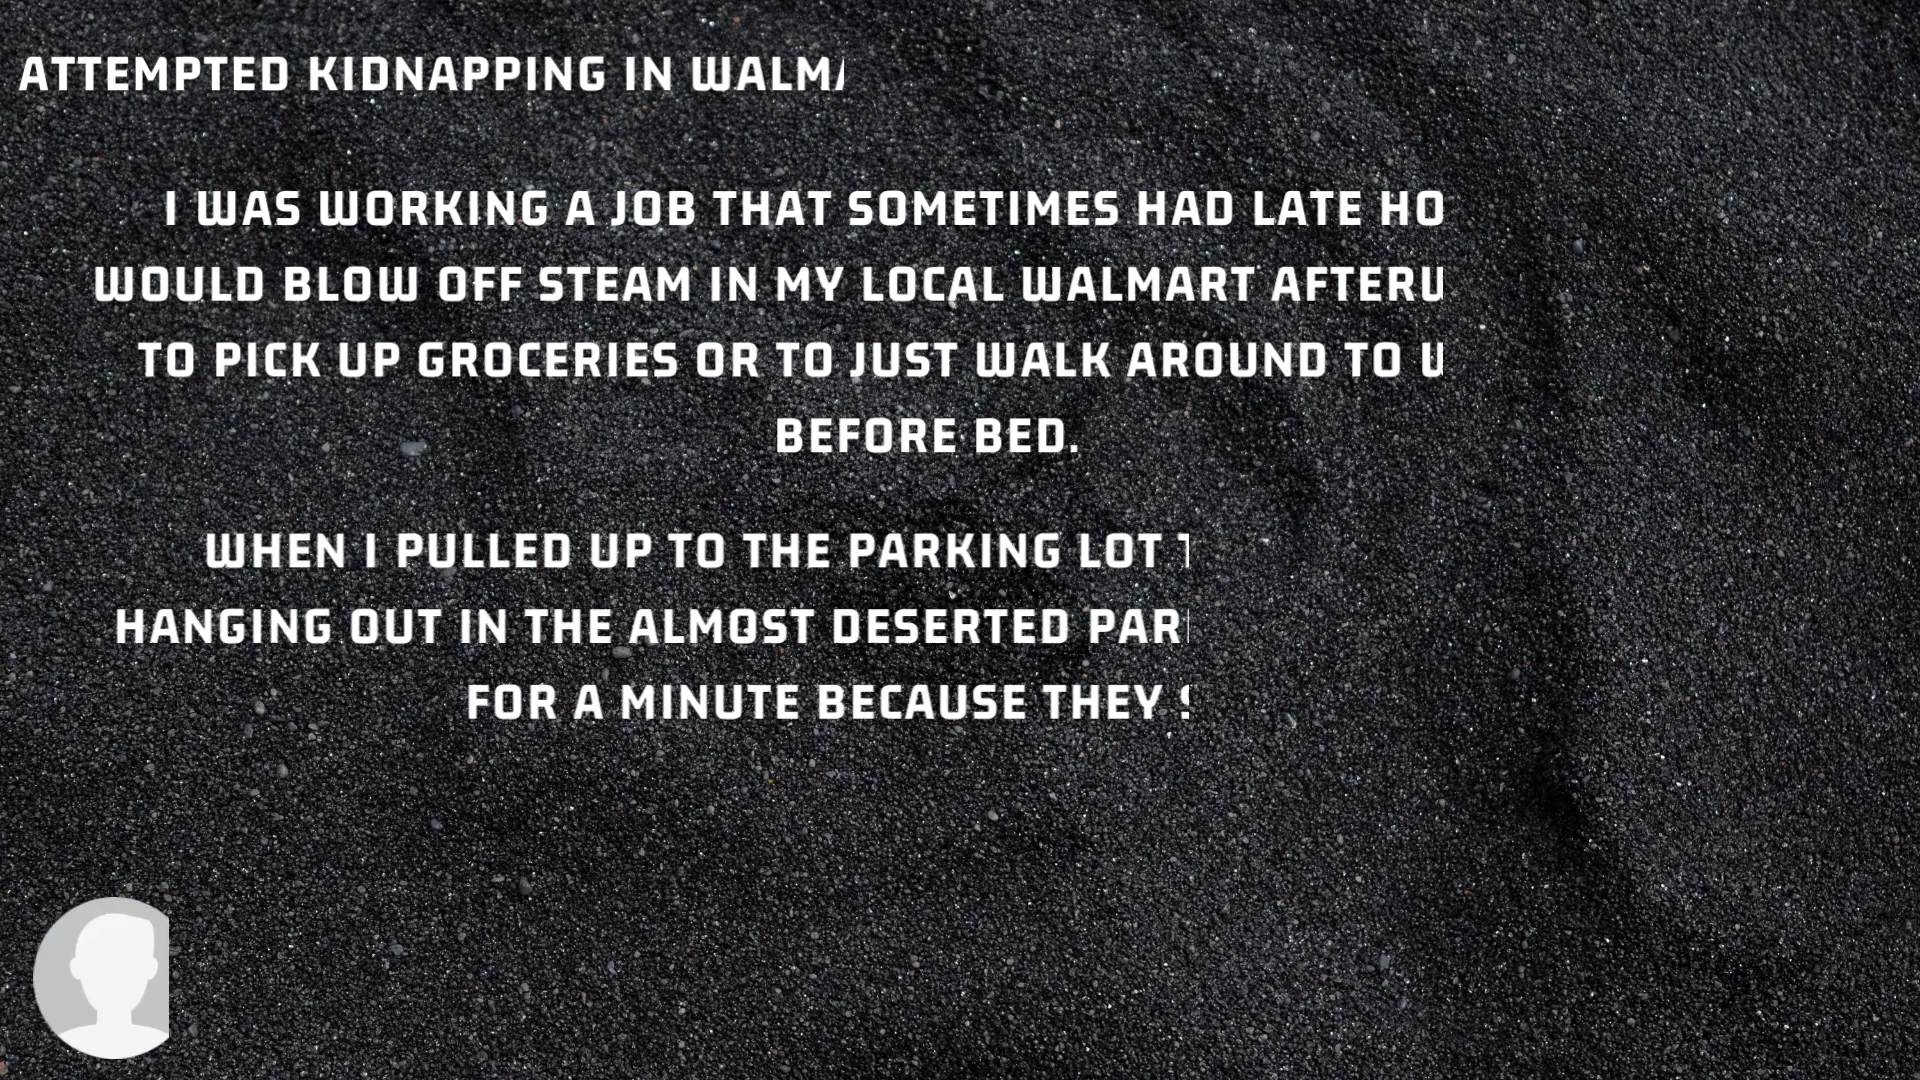 ATTEMPTED KIDNAPPING IN
I WAS WORKING A JOB THAT SOMETIMES HAD LATE
WOULD BLOW OFF STEAM IN MY LOCAL WALMART
TO PICK UP GROCERIES OR TO JUST WALK AROUND TO
BEFORE BED.
WHEN I PULLED UP TO THE PARKING LOT
HANGING OUT IN THE ALMOST DESERTED
FOR A MINUTE BECAUSE THEY